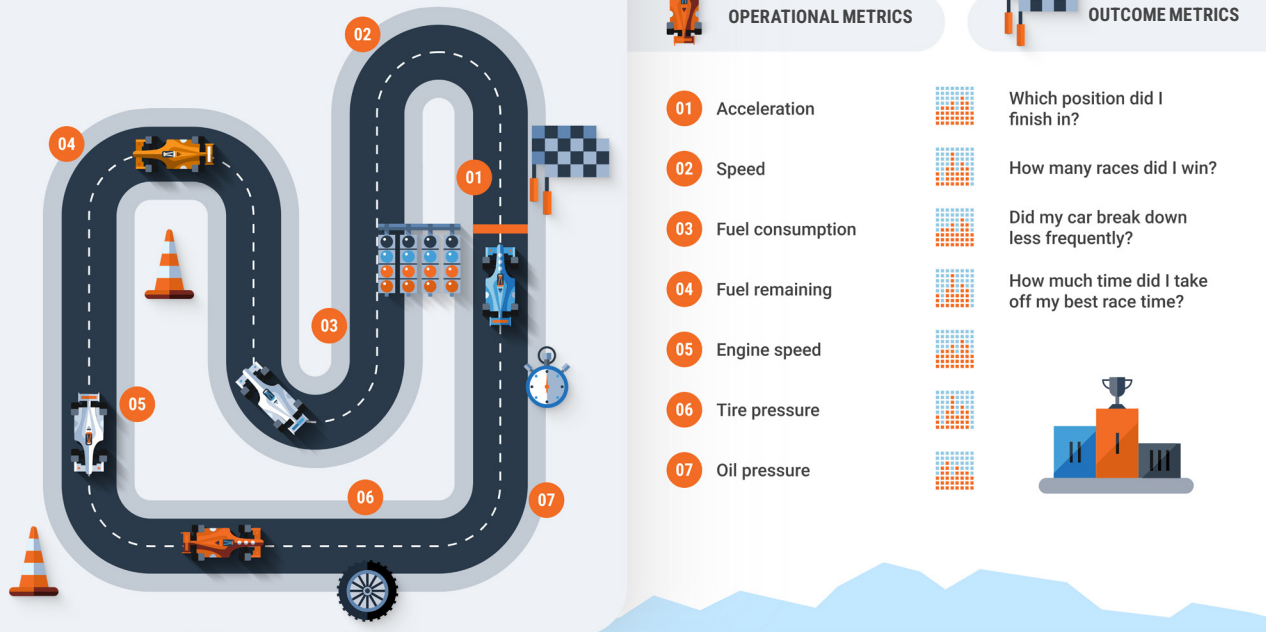 02
04
01
03
05
06
07
OPERATIONAL METRICS
01 Acceleration
02 Speed
03 Fuel consumption
04 Fuel remaining
05 Engine speed
06 Tire pressure
07 Oil pressure
OUTCOME METRICS
Which position did I
finish in?
How many races did I win?
Did my car break down
less frequently?
How much time did I take
off my best race time?
II
I
III